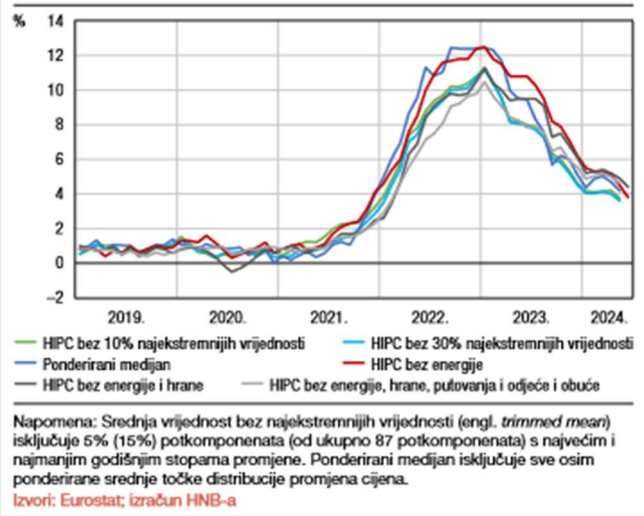 %
14
12
10
8
6
4
2
0
−2
2019. 2020. 2021. 2022. 2023. 2024.
HIPC bez 10% najekstremnijih vrijednosti HIPC bez 30% najekstremnijih vrijednosti
Ponderirani medijan HIPC bez energije
HIPC bez energije i hrane HIPC bez energije, hrane, putovanja i odjeće i obuće
Napomena: Srednja vrijednost bez najekstremnijih vrijednosti (engl. trimmed mean)
isključuje 5% (15%) potkomponenata (od ukupno 87 potkomponenata) s najvećim i
najmanjim godišnjim stopama promjene. Ponderirani medijan isključuje sve osim
ponderirane srednje točke distribucije promjena cijena.
Izvori: Eurostat; izračun HNB-a